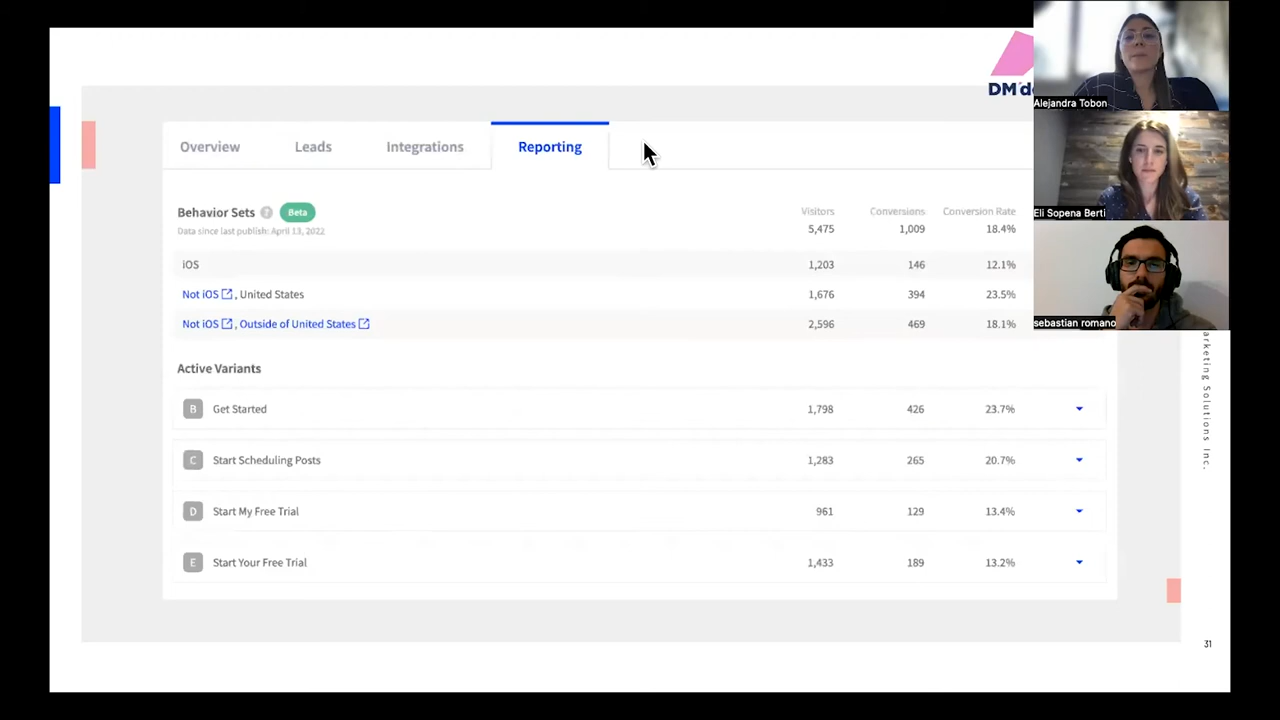 DM'd
Alejandra Tobon
Overview Leads Integrations Reporting
Eli Sopena Berti
Behavior Sets ? Beta Visitors Conversions Conversion Rate
Data since last publish: April 13, 2022 5,475 1,009 18.4%
iOS 1,203 146 12.1%
Not iOS , United States 1,676 394 23.5%
Not iOS , Outside of United States 2,596 469 18.1%
sebastian romano
arketing Solutions Inc.
Active Variants
B Get Started 1,798 426 23.7%
C Start Scheduling Posts 1,283 265 20.7%
D Start My Free Trial 961 129 13.4%
E Start Your Free Trial 1,433 189 13.2%
31